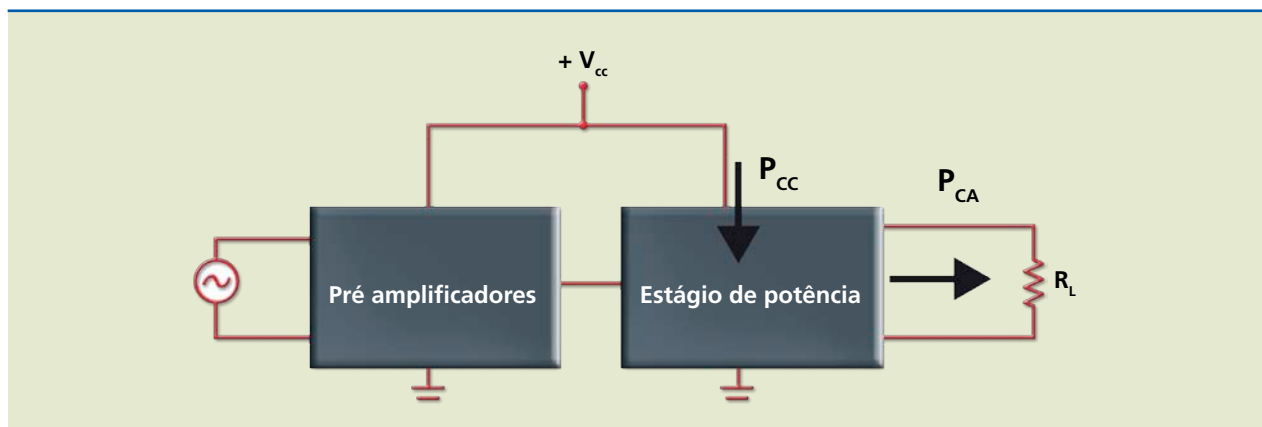 + Vcc
PCC
PCA
Pré amplificadores
Estágio de potência
RL